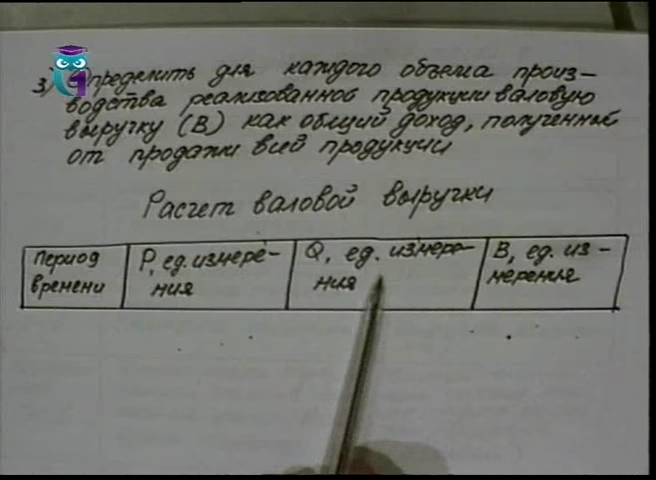 3) Определить для каждого объема произ-
водства реализованной продукции валовую
выручку (В) как общий доход, полученный
от продажи всей продукции
Расчет валовой выручки
Период времени
P, ед. измере-
ния
Q, ед. измере-
ния
В, ед. из-
мерения